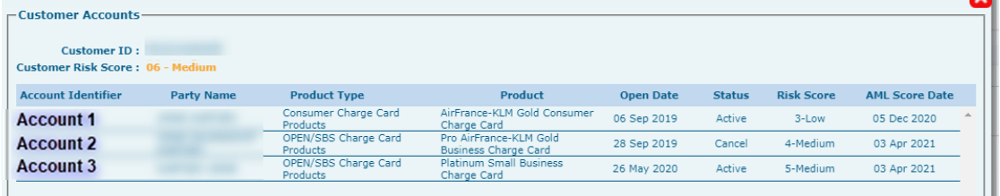 Customer Accounts
Customer ID :
Customer Risk Score : 06 - Medium
Account Identifier Party Name Product Type Product Open Date Status Risk Score AML Score Date
Account 1 Consumer Charge Card Products AirFrance-KLM Gold Consumer Charge Card 06 Sep 2019 Active 3-Low 05 Dec 2020
Account 2 OPEN/SBS Charge Card Products Pro AirFrance-KLM Gold Business Charge Card 28 Sep 2019 Cancel 4-Medium 03 Apr 2021
Account 3 OPEN/SBS Charge Card Products Platinum Small Business Charge Card 26 May 2020 Active 5-Medium 03 Apr 2021